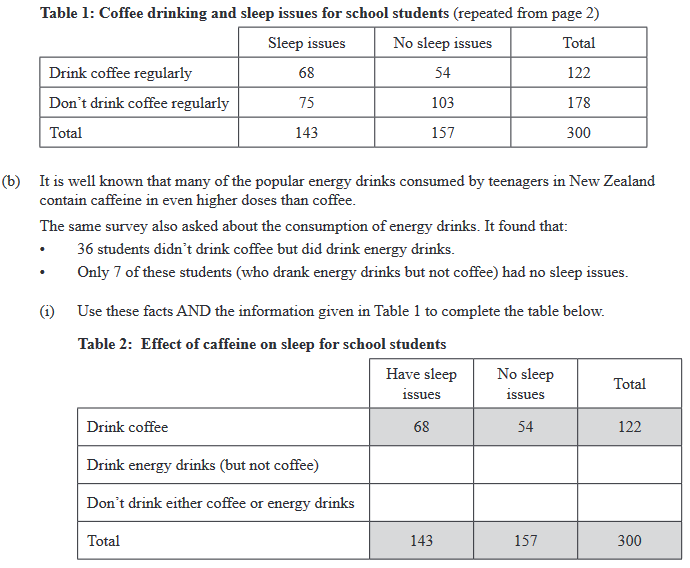 Table 1: Coffee drinking and sleep issues for school students (repeated from page 2)
Sleep issues No sleep issues Total
Drink coffee regularly 68 54 122
Don’t drink coffee regularly 75 103 178
Total 143 157 300
(b) It is well known that many of the popular energy drinks consumed by teenagers in New Zealand
contain caffeine in even higher doses than coffee.
The same survey also asked about the consumption of energy drinks. It found that:
• 36 students didn’t drink coffee but did drink energy drinks.
• Only 7 of these students (who drank energy drinks but not coffee) had no sleep issues.
(i) Use these facts AND the information given in Table 1 to complete the table below.
Table 2: Effect of caffeine on sleep for school students
Have sleep issues No sleep issues Total
Drink coffee 68 54 122
Drink energy drinks (but not coffee)
Don’t drink either coffee or energy drinks
Total 143 157 300